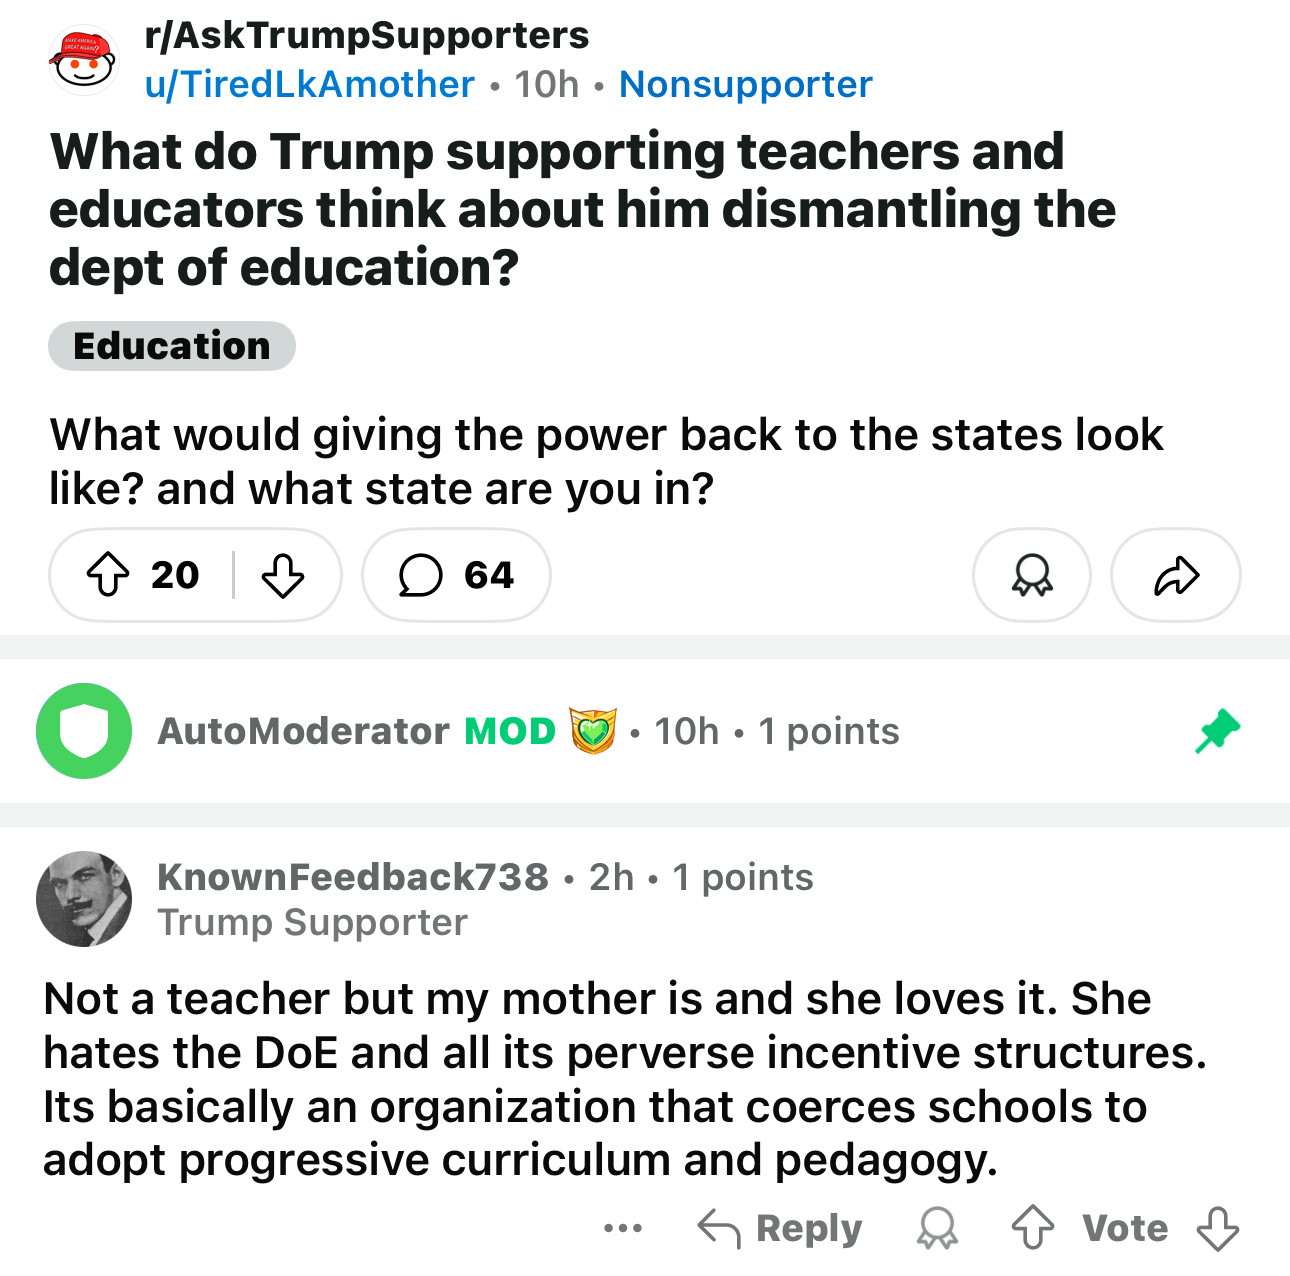 r/AskTrumpSupporters
u/TiredLkAmother • 10h • Nonsupporter
What do Trump supporting teachers and
educators think about him dismantling the
dept of education?
Education
What would giving the power back to the states look
like? and what state are you in?
20
64
AutoModerator MOD • 10h • 1 points
KnownFeedback738 • 2h • 1 points
Trump Supporter
Not a teacher but my mother is and she loves it. She
hates the DoE and all its perverse incentive structures.
Its basically an organization that coerces schools to
adopt progressive curriculum and pedagogy.
... Reply Vote